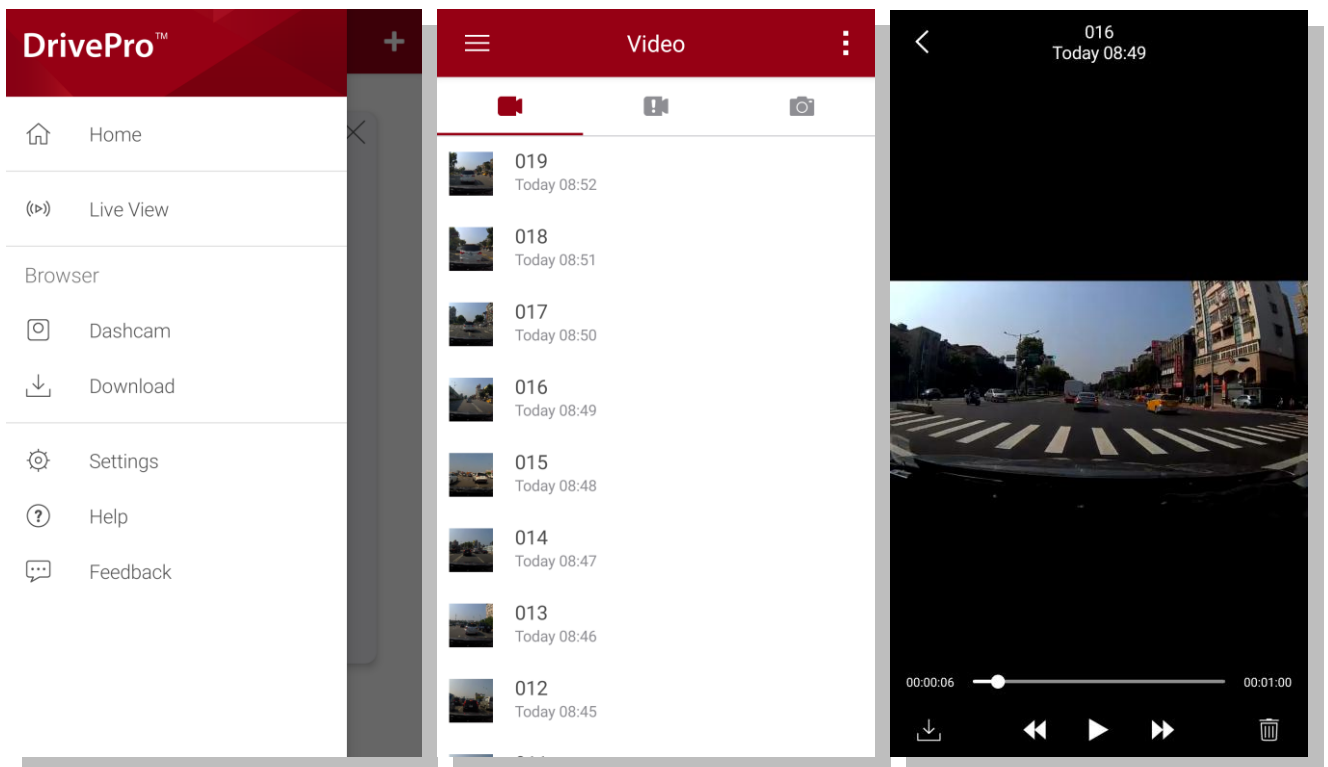 DrivePro™
Home
Live View
Browser
Dashcam
Download
Settings
Help
Feedback
Video
019
Today 08:52
018
Today 08:51
017
Today 08:50
016
Today 08:49
015
Today 08:48
014
Today 08:47
013
Today 08:46
012
Today 08:45
016
Today 08:49
00:00:06
00:01:00